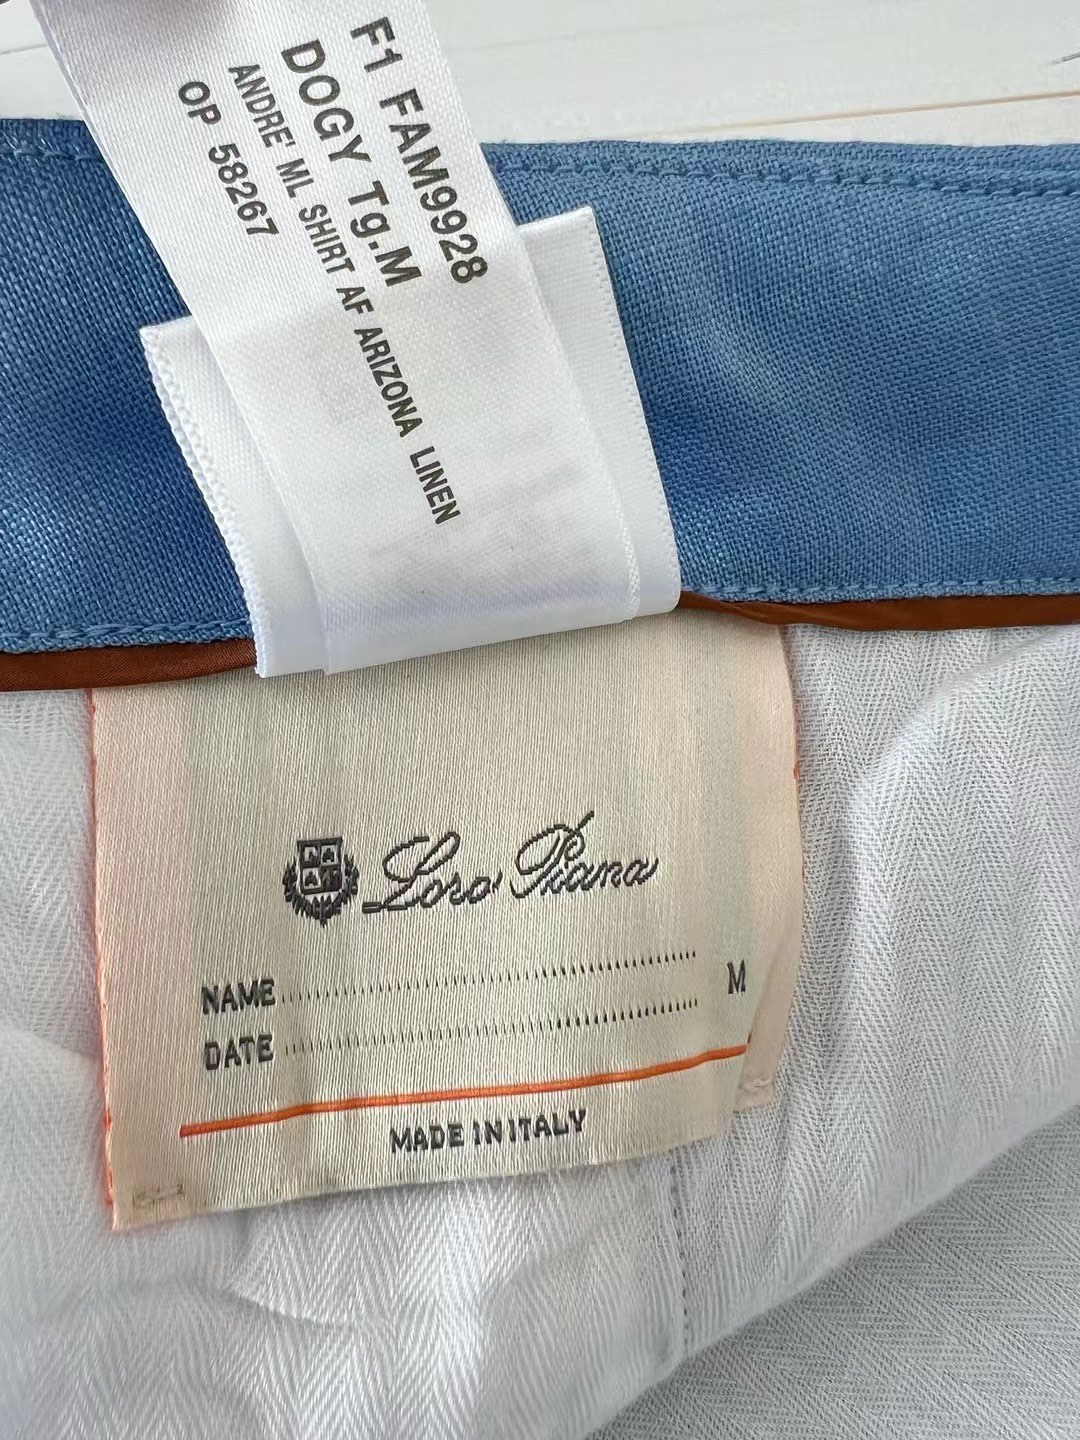 F1 FAM9928
DOGY Tg.M
ANDRE' ML SHIRT AF ARIZONA LINEN
OP 58267
Loro Piana
NAME
M
DATE
MADE IN ITALY